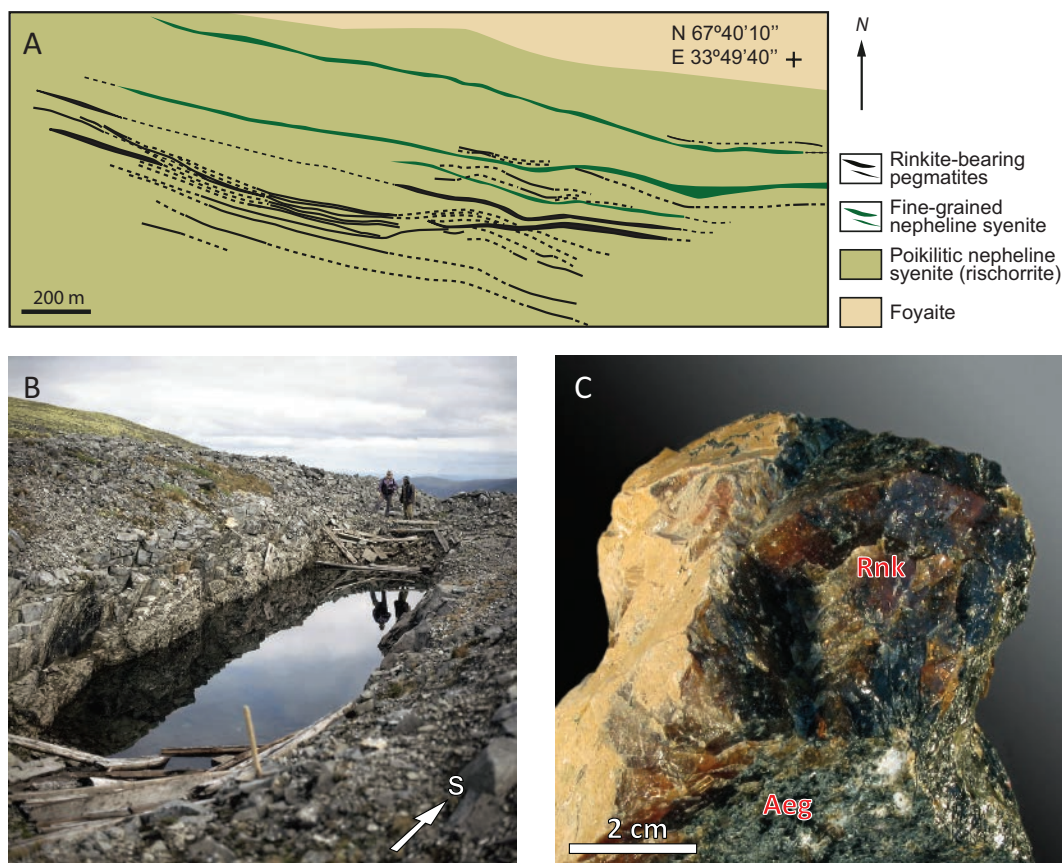 A
N 67º40'10’’
E 33º49'40’’
N
200 m
Rinkite-bearing
pegmatites
Fine-grained
nepheline syenite
Poikilitic nepheline
syenite (rischorrite)
Foyaite
B
S
C
Rnk
Aeg
2 cm